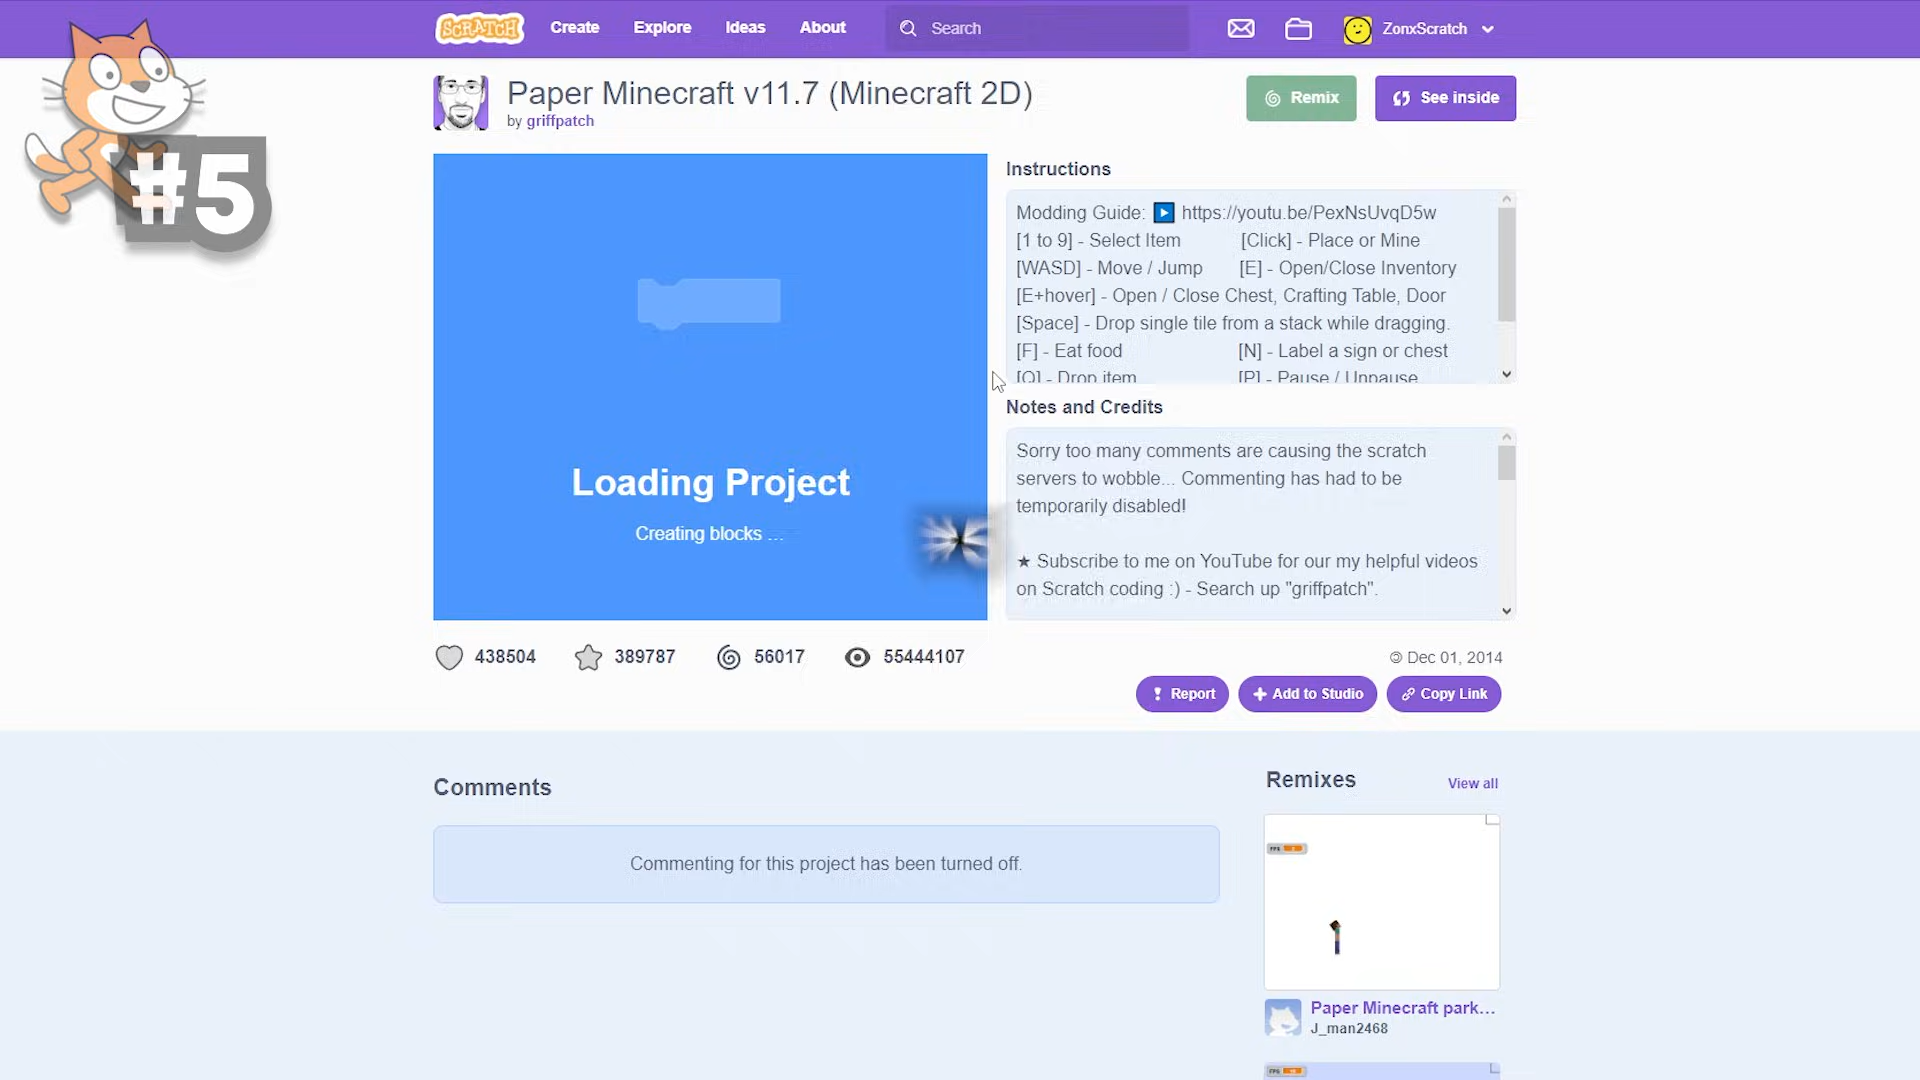 SCRATCH
Create
Explore
Ideas
About
Search
ZonxScratch
#5
Paper Minecraft v11.7 (Minecraft 2D)
by griffpatch
Remix
See inside
Loading Project
Creating blocks ...
Instructions
Modding Guide: ▶ https://youtu.be/PexNsUvqD5w
[1 to 9] - Select Item [Click] - Place or Mine
[WASD] - Move / Jump [E] - Open/Close Inventory
[E+hover] - Open / Close Chest, Crafting Table, Door
[Space] - Drop single tile from a stack while dragging.
[F] - Eat food [N] - Label a sign or chest
[Q] - Drop item [P] - Pause / Unpause
Notes and Credits
Sorry too many comments are causing the scratch
servers to wobble... Commenting has had to be
temporarily disabled!
★ Subscribe to me on YouTube for our my helpful videos
on Scratch coding :) - Search up "griffpatch".
438504
389787
56017
55444107
Dec 01, 2014
Report
Add to Studio
Copy Link
Comments
Commenting for this project has been turned off.
Remixes
View all
FPS
Paper Minecraft park...
J_man2468
FPS